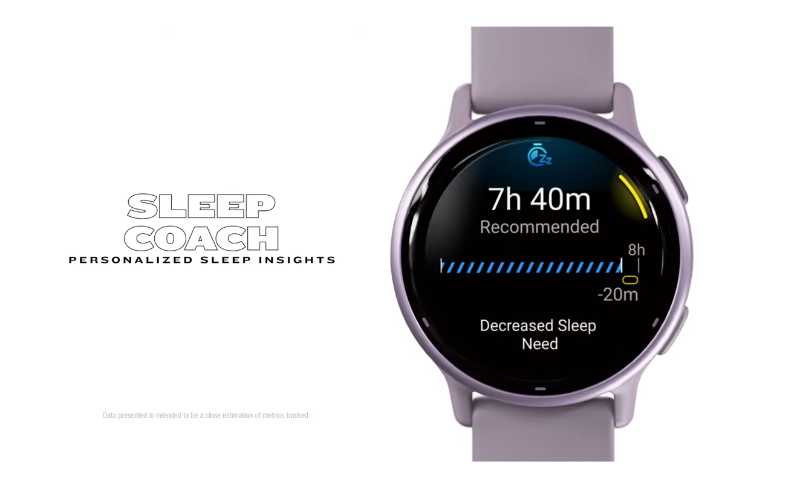 SLEEP
COACH
PERSONALIZED SLEEP INSIGHTS
Data presented is intended to be a close estimation of metrics tracked
Zz
7h 40m
Recommended
8h
-20m
Decreased Sleep
Need